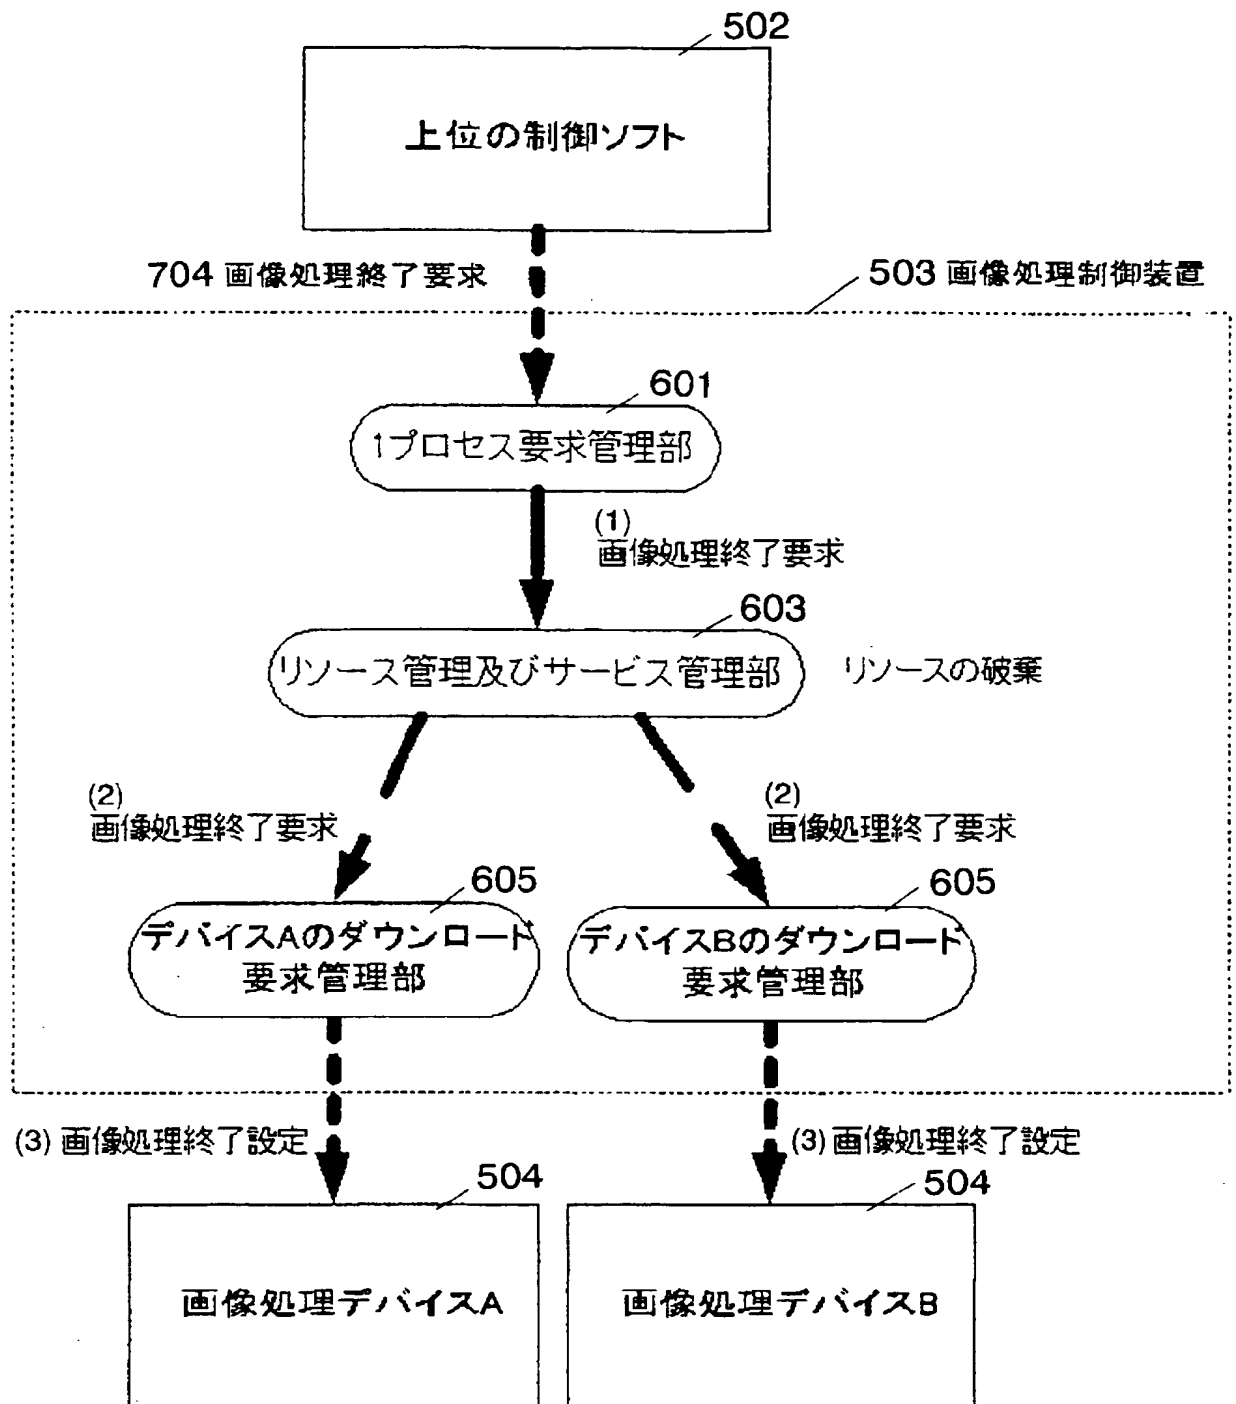 502
上位の制御ソフト
704 画像処理終了要求
503 画像処理制御装置
601
1プロセス要求管理部
(1)
画像処理終了要求
603
リソース管理及びサービス管理部
リソースの破棄
(2)
画像処理終了要求
(2)
画像処理終了要求
605
デバイスAのダウンロード
要求管理部
605
デバイスBのダウンロード
要求管理部
(3) 画像処理終了設定
(3) 画像処理終了設定
504
画像処理デバイスA
504
画像処理デバイスB